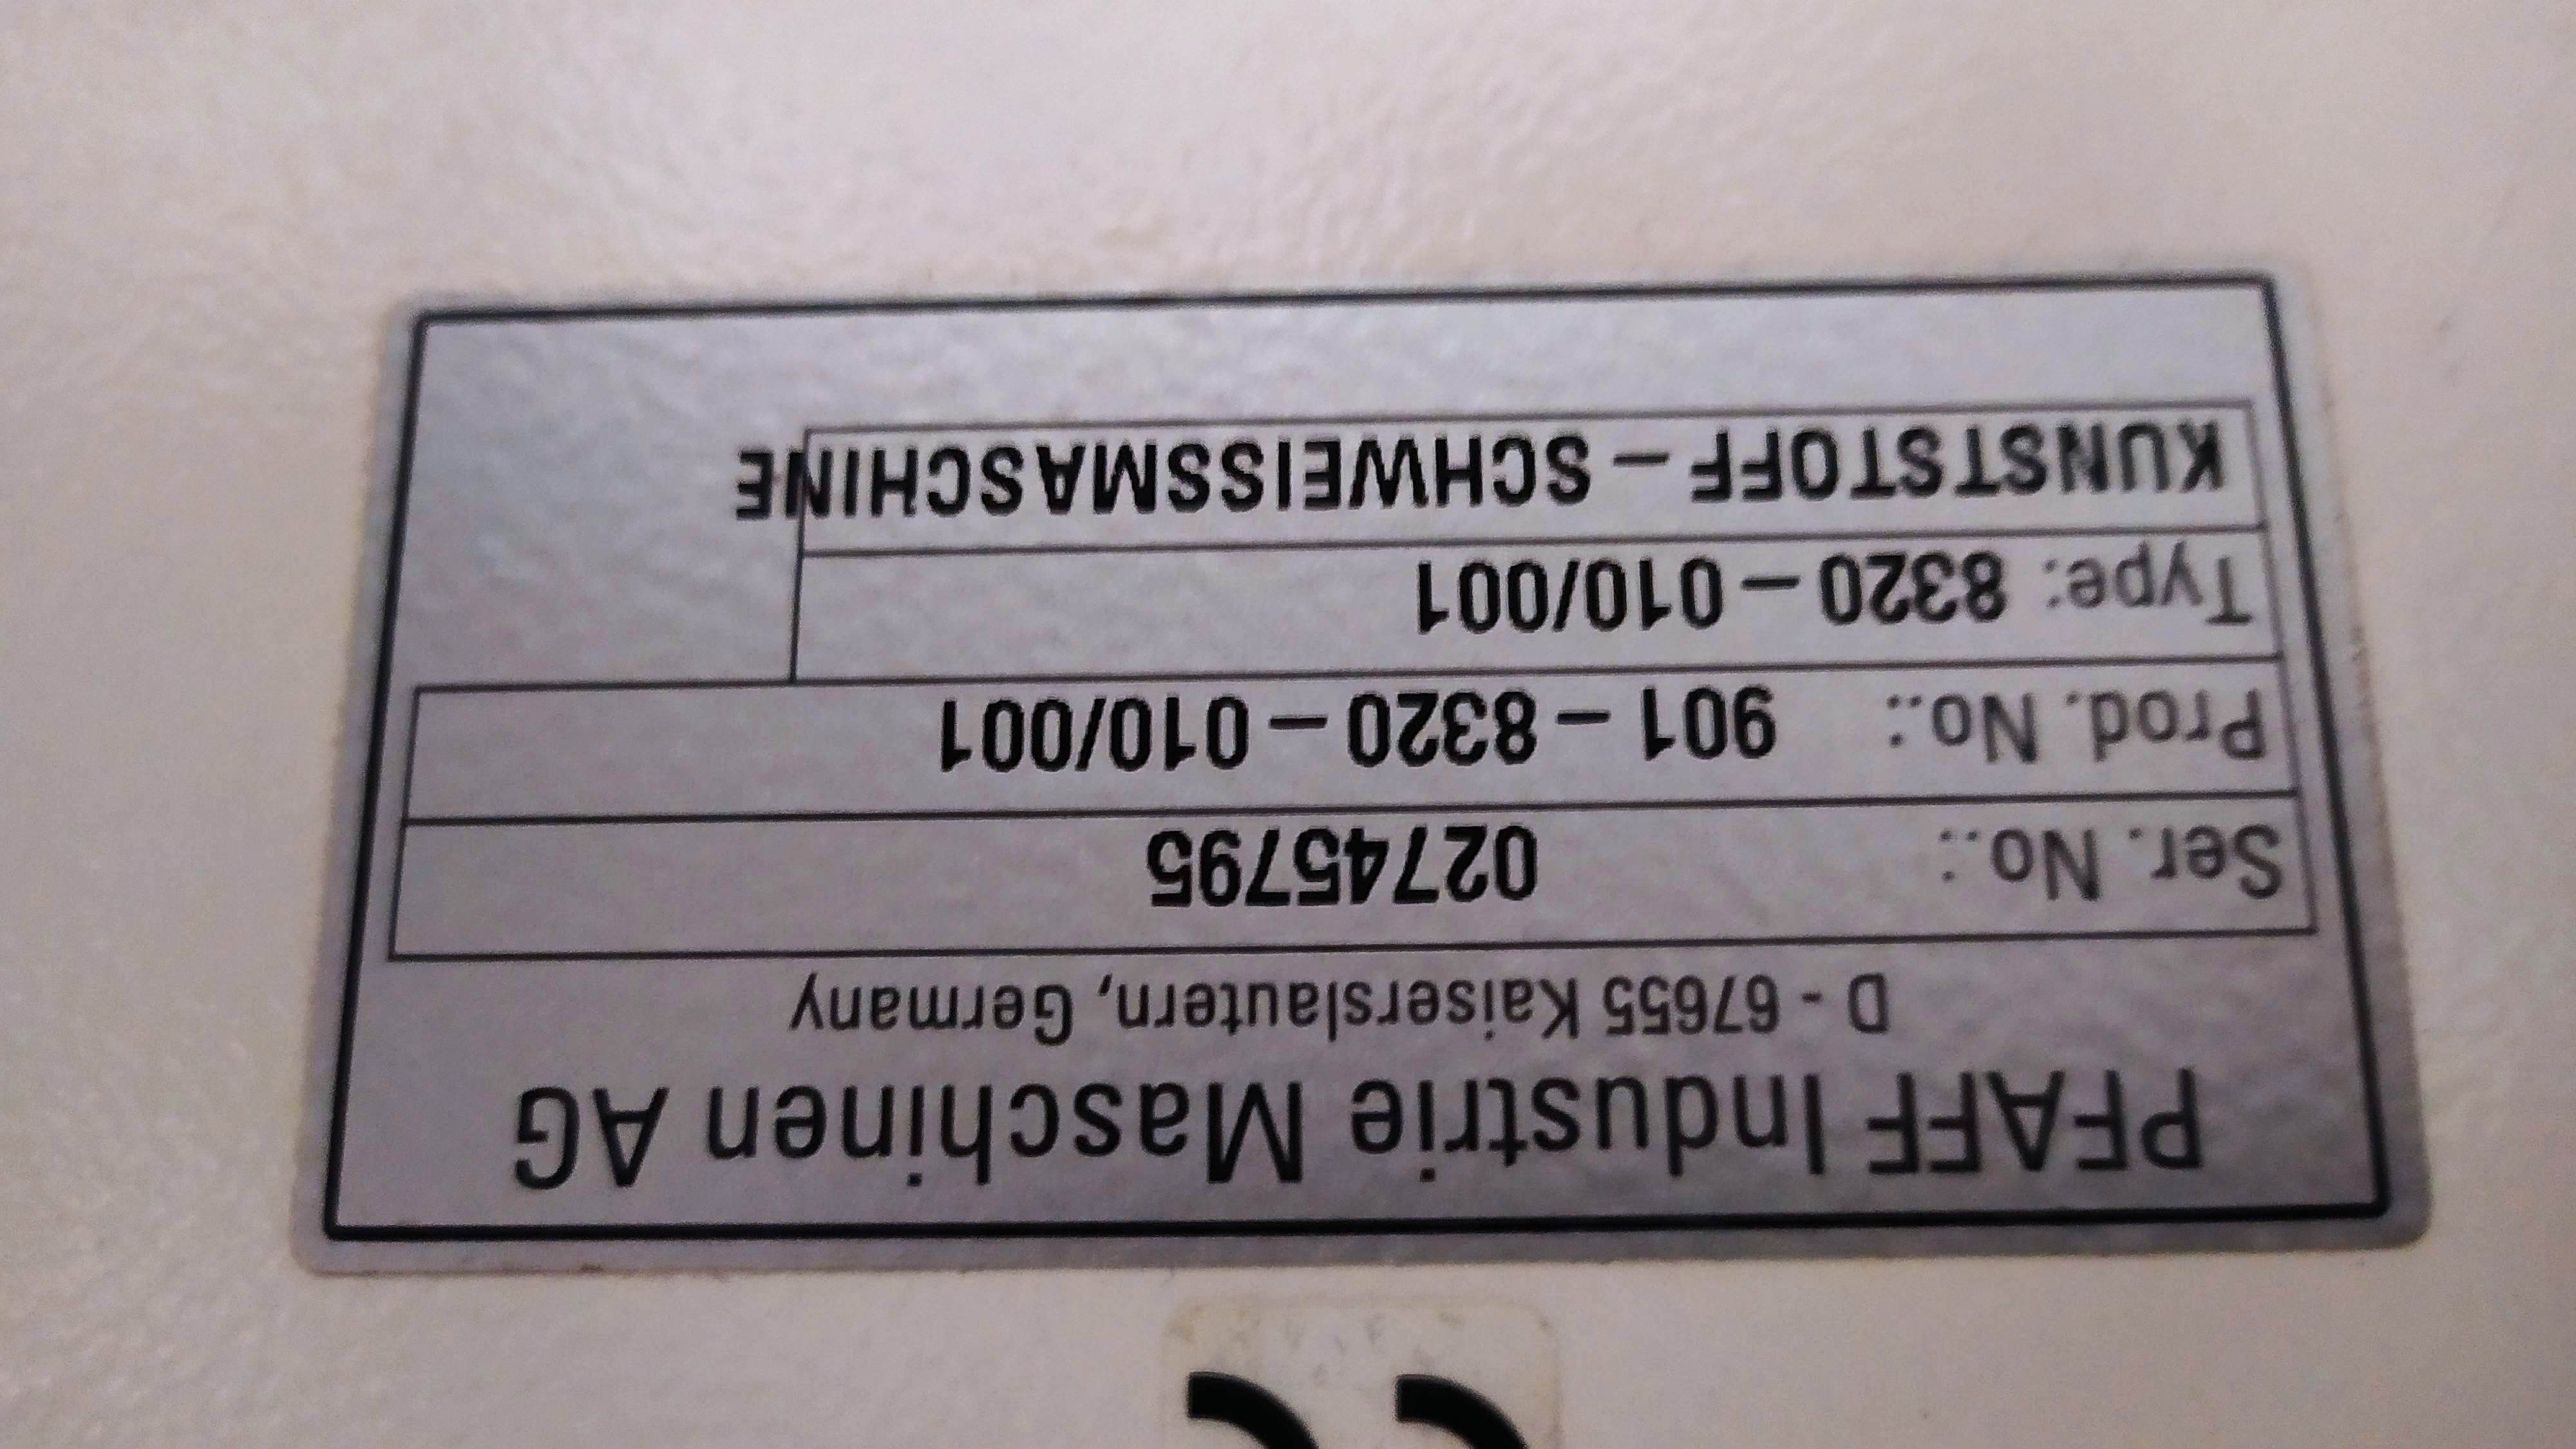 PFAFF Industrie Maschinen AG
D - 67655 Kaiserslautern, Germany
Ser. No.: 02745795
Prod. No.: 901 – 8320 – 010/001
Type: 8320 – 010/001
KUNSTSTOFF – SCHWEISSMASCHINE